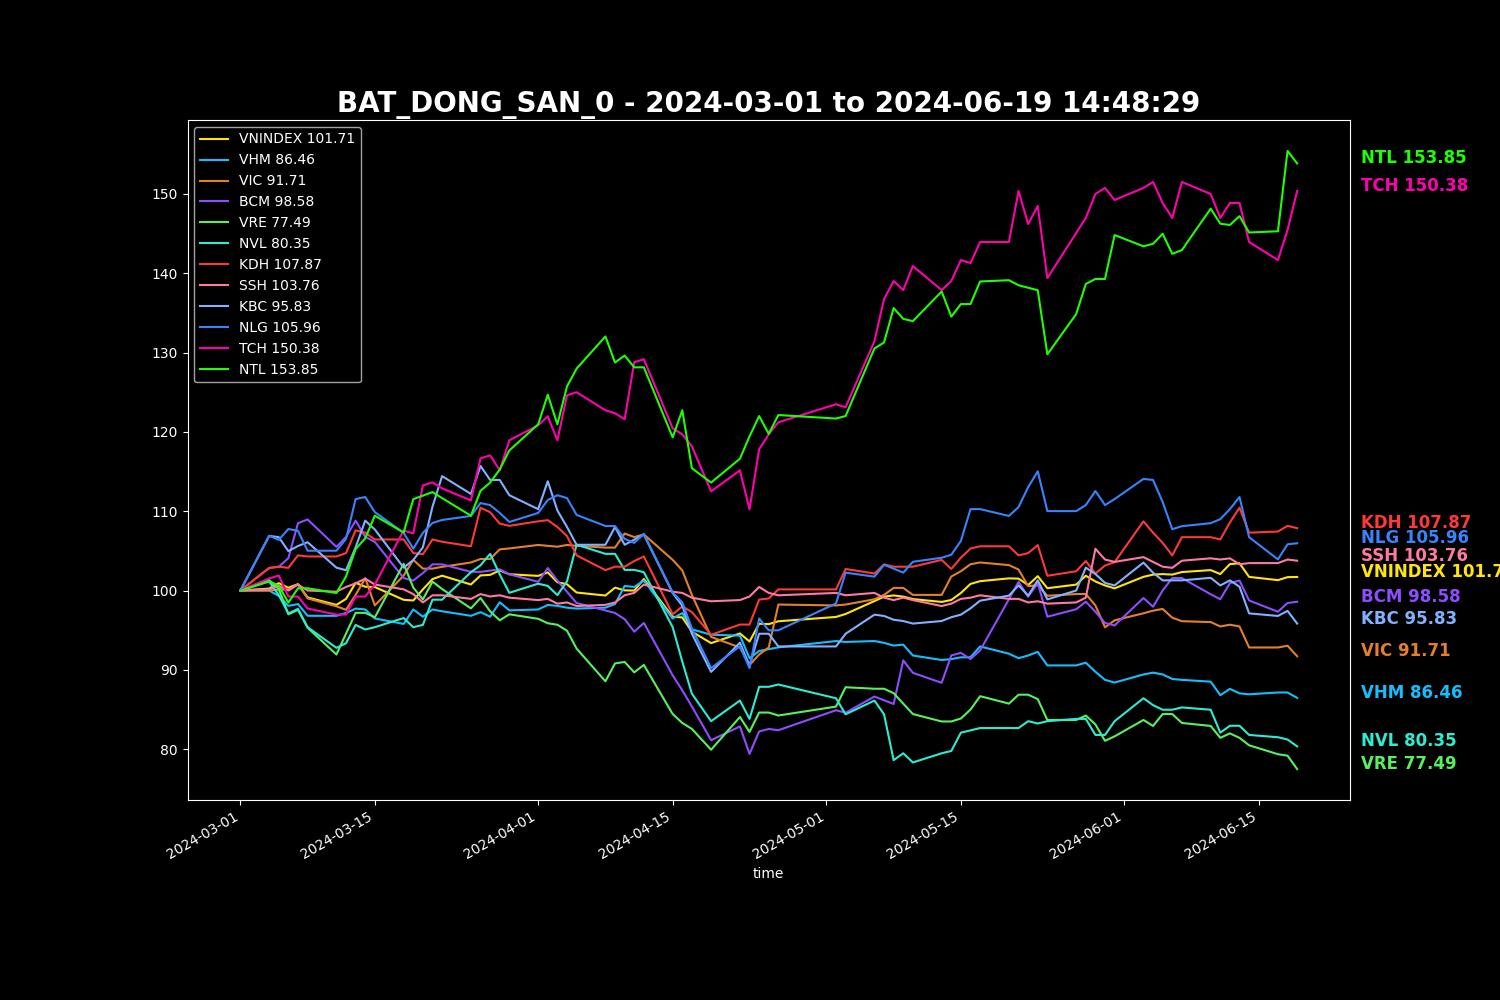 BAT_DONG_SAN_0 - 2024-03-01 to 2024-06-19 14:48:29
VNINDEX 101.71
VHM 86.46
VIC 91.71
BCM 98.58
VRE 77.49
NVL 80.35
KDH 107.87
SSH 103.76
KBC 95.83
NLG 105.96
TCH 150.38
NTL 153.85
150
140
130
120
110
100
90
80
NTL 153.85
TCH 150.38
KDH 107.87
NLG 105.96
SSH 103.76
VNINDEX 101.7
BCM 98.58
KBC 95.83
VIC 91.71
VHM 86.46
NVL 80.35
VRE 77.49
2024-03-01
2024-03-15
2024-04-01
2024-04-15
2024-05-01
2024-05-15
2024-06-01
2024-06-15
time